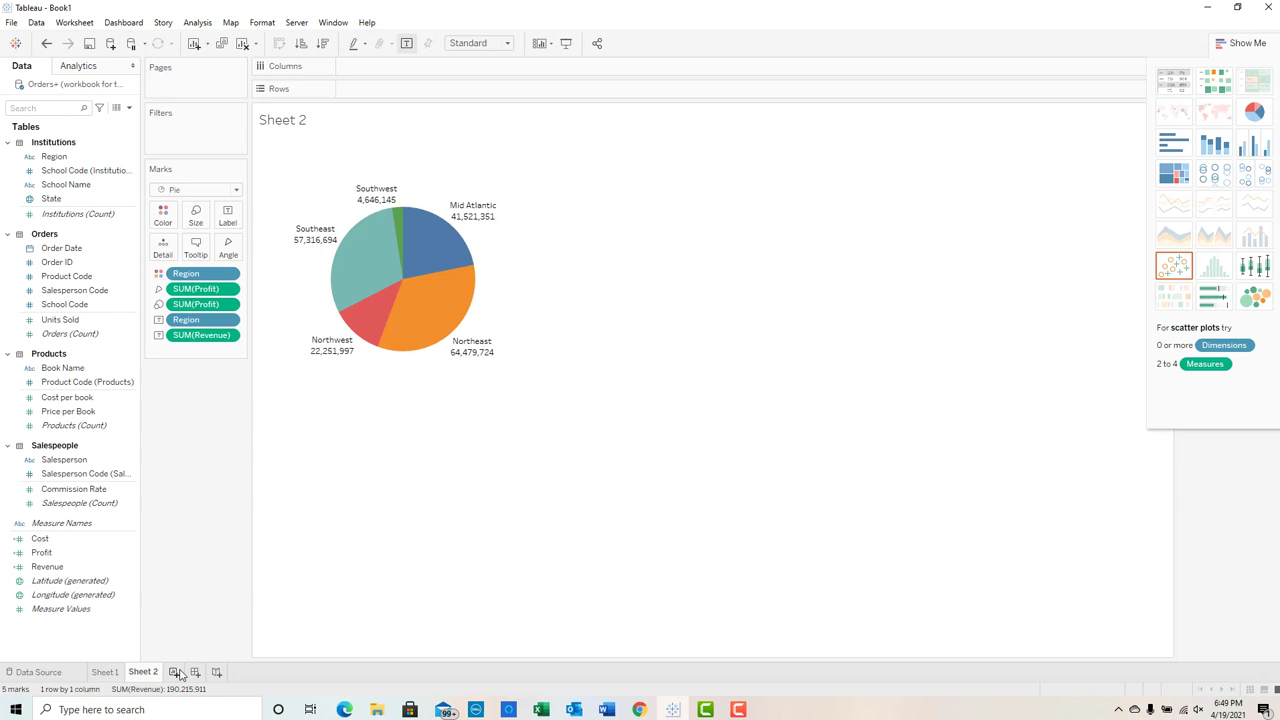 Tableau - Book1
File Data Worksheet Dashboard Story Analysis Map Format Server Window Help
Standard
Show Me
Data Analytics
Pages
Columns
Orders+ (workbook for t...
Rows
Search
Filters
Sheet 2
Tables
Institutions
Abc Region
School Code (Institutio...
Abc School Name
State
Institutions (Count)
Orders
Order Date
Order ID
Product Code
Salesperson Code
School Code
Units Sold
Orders (Count)
Products
Abc Book Name
Product Code (Products)
Cost per book
Price per Book
Products (Count)
Salespeople
Abc Salesperson
Salesperson Code (Sal...
Commission Rate
Salespeople (Count)
Abc Measure Names
Cost
Profit
Revenue
Latitude (generated)
Longitude (generated)
Measure Values
Marks
Pie
Color Size Label
Detail Tooltip Angle
Region
SUM(Profit)
SUM(Profit)
Region
SUM(Revenue)
Southwest
4,646,145
Mid Atlantic
41,521,351
Southeast
57,316,694
Northwest
22,251,997
Northeast
64,479,724
For scatter plots try
0 or more Dimensions
2 to 4 Measures
Data Source Sheet 1 Sheet 2
5 marks 1 row by 1 column SUM(Revenue): 190,215,911
Type here to search
99+
6:49 PM
4/19/2021